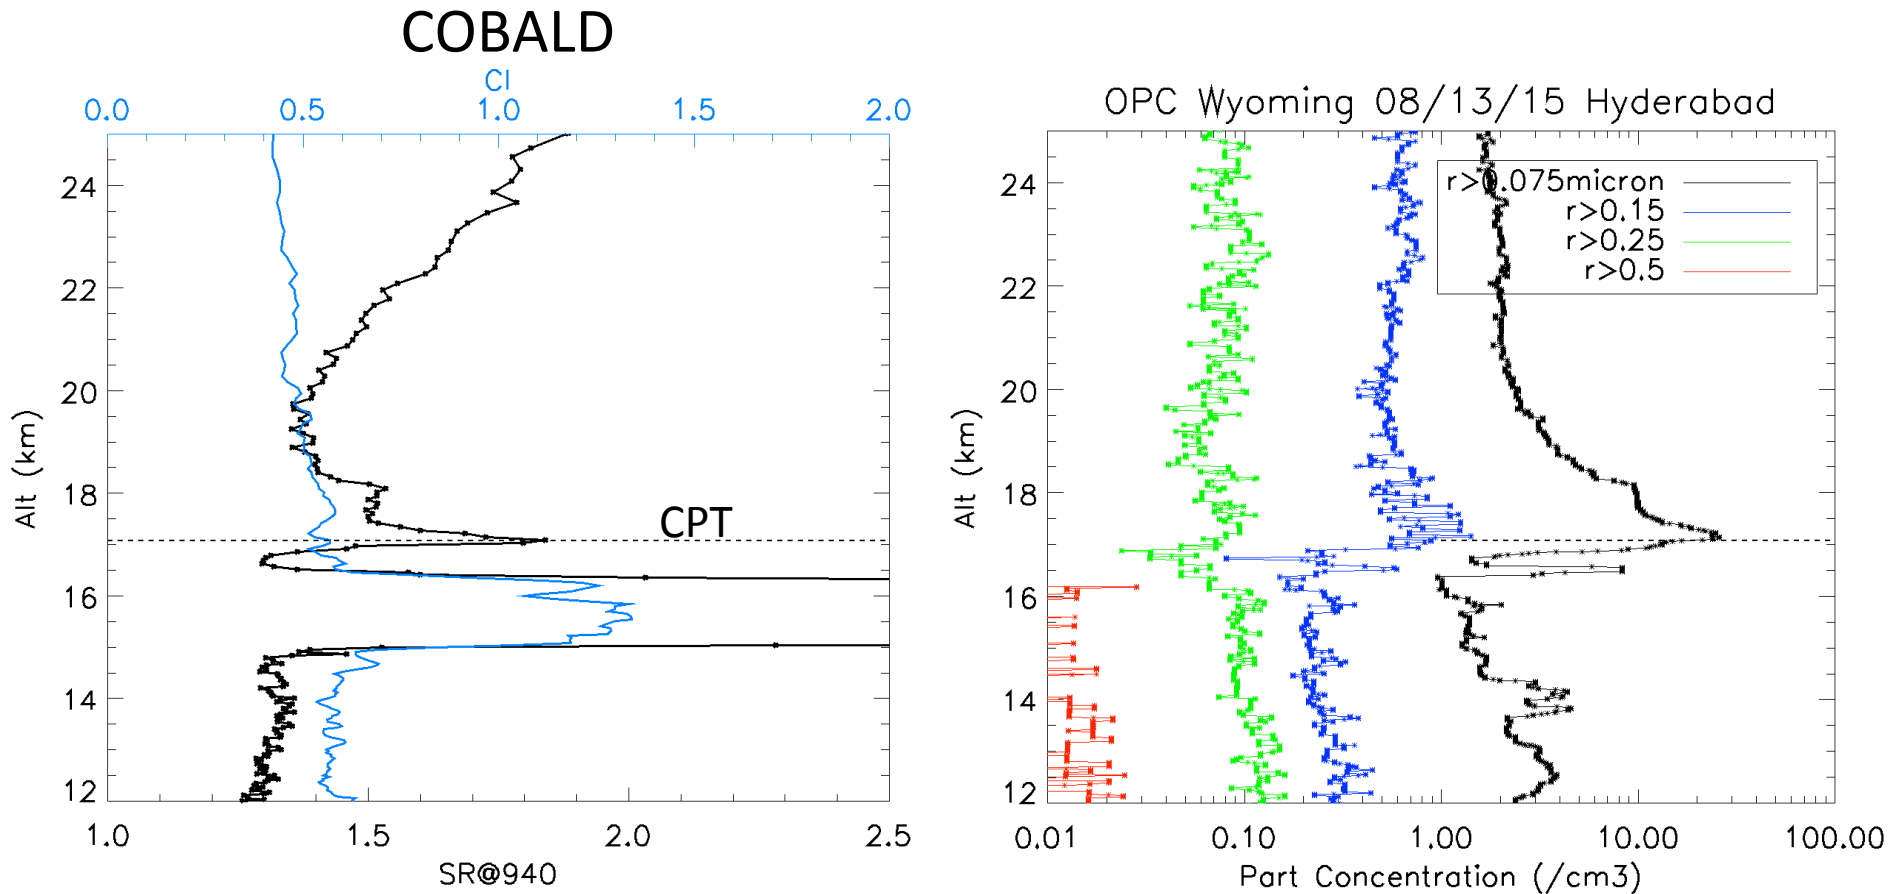 COBALD
CI
0.0 0.5 1.0 1.5 2.0
24
22
20
18
16
14
12
Alt (km)
CPT
1.0 1.5 2.0 2.5
SR@940
OPC Wyoming 08/13/15 Hyderabad
r>0.075micron
r>0.15
r>0.25
r>0.5
24
22
20
18
16
14
12
Alt (km)
0.01 0.10 1.00 10.00 100.00
Part Concentration (/cm3)